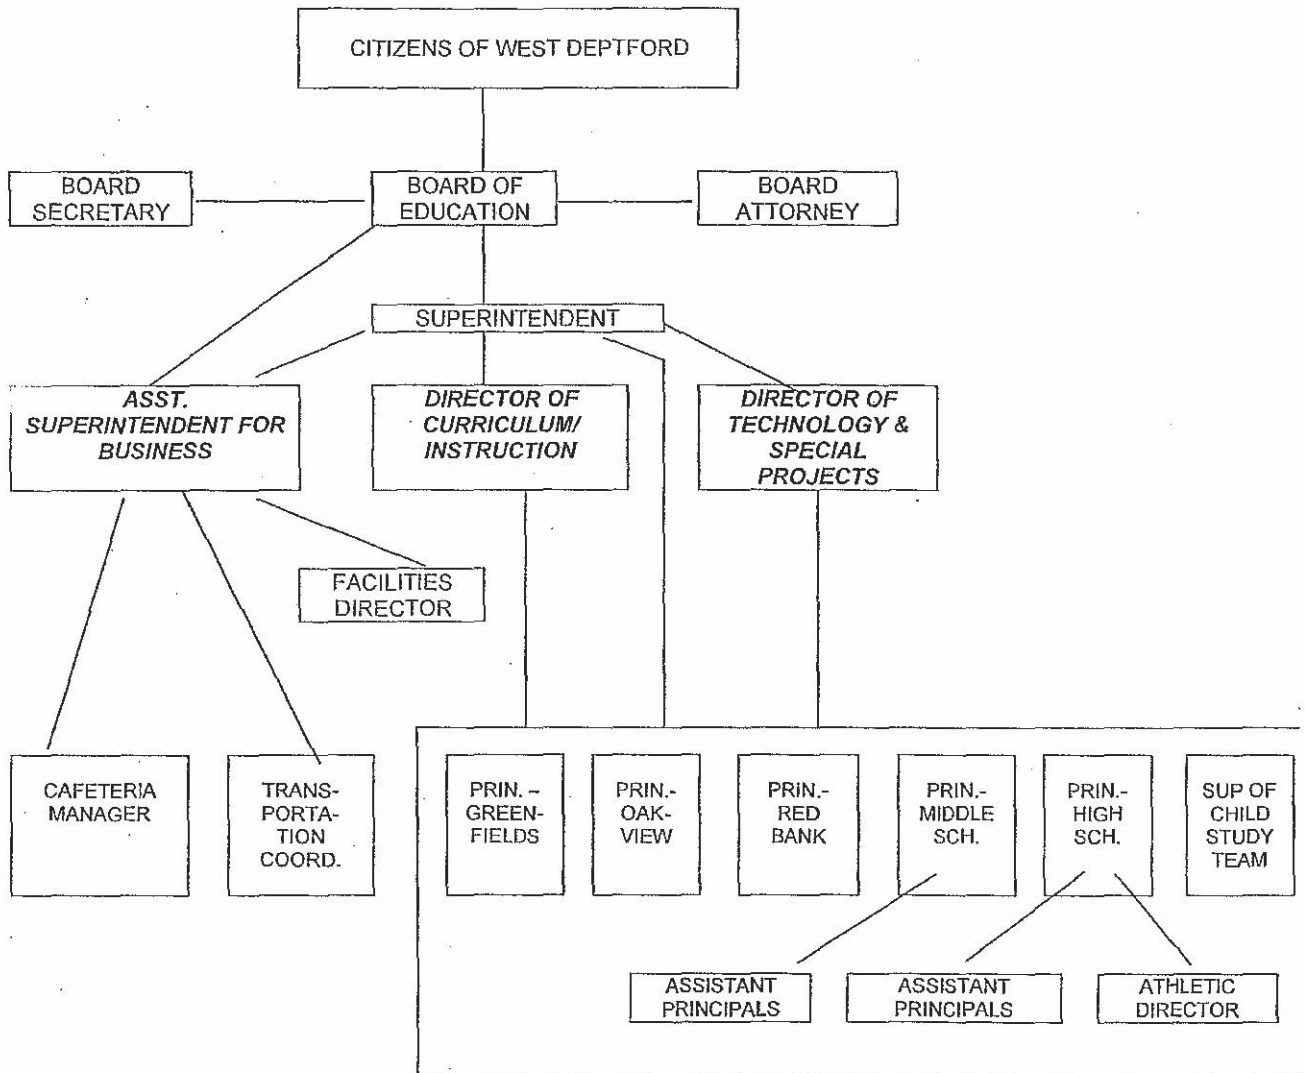 CITIZENS OF WEST DEPTFORD
BOARD
SECRETARY
BOARD OF
EDUCATION
BOARD
ATTORNEY
SUPERINTENDENT
ASST.
SUPERINTENDENT FOR
BUSINESS
DIRECTOR OF
CURRICULUM/
INSTRUCTION
DIRECTOR OF
TECHNOLOGY &
SPECIAL
PROJECTS
FACILITIES
DIRECTOR
CAFETERIA
MANAGER
TRANS-
PORTA-
TION
COORD.
PRIN. –
GREEN-
FIELDS
PRIN.-
OAK-
VIEW
PRIN.-
RED
BANK
PRIN.-
MIDDLE
SCH.
PRIN.-
HIGH
SCH.
SUP OF
CHILD
STUDY
TEAM
ASSISTANT
PRINCIPALS
ASSISTANT
PRINCIPALS
ATHLETIC
DIRECTOR